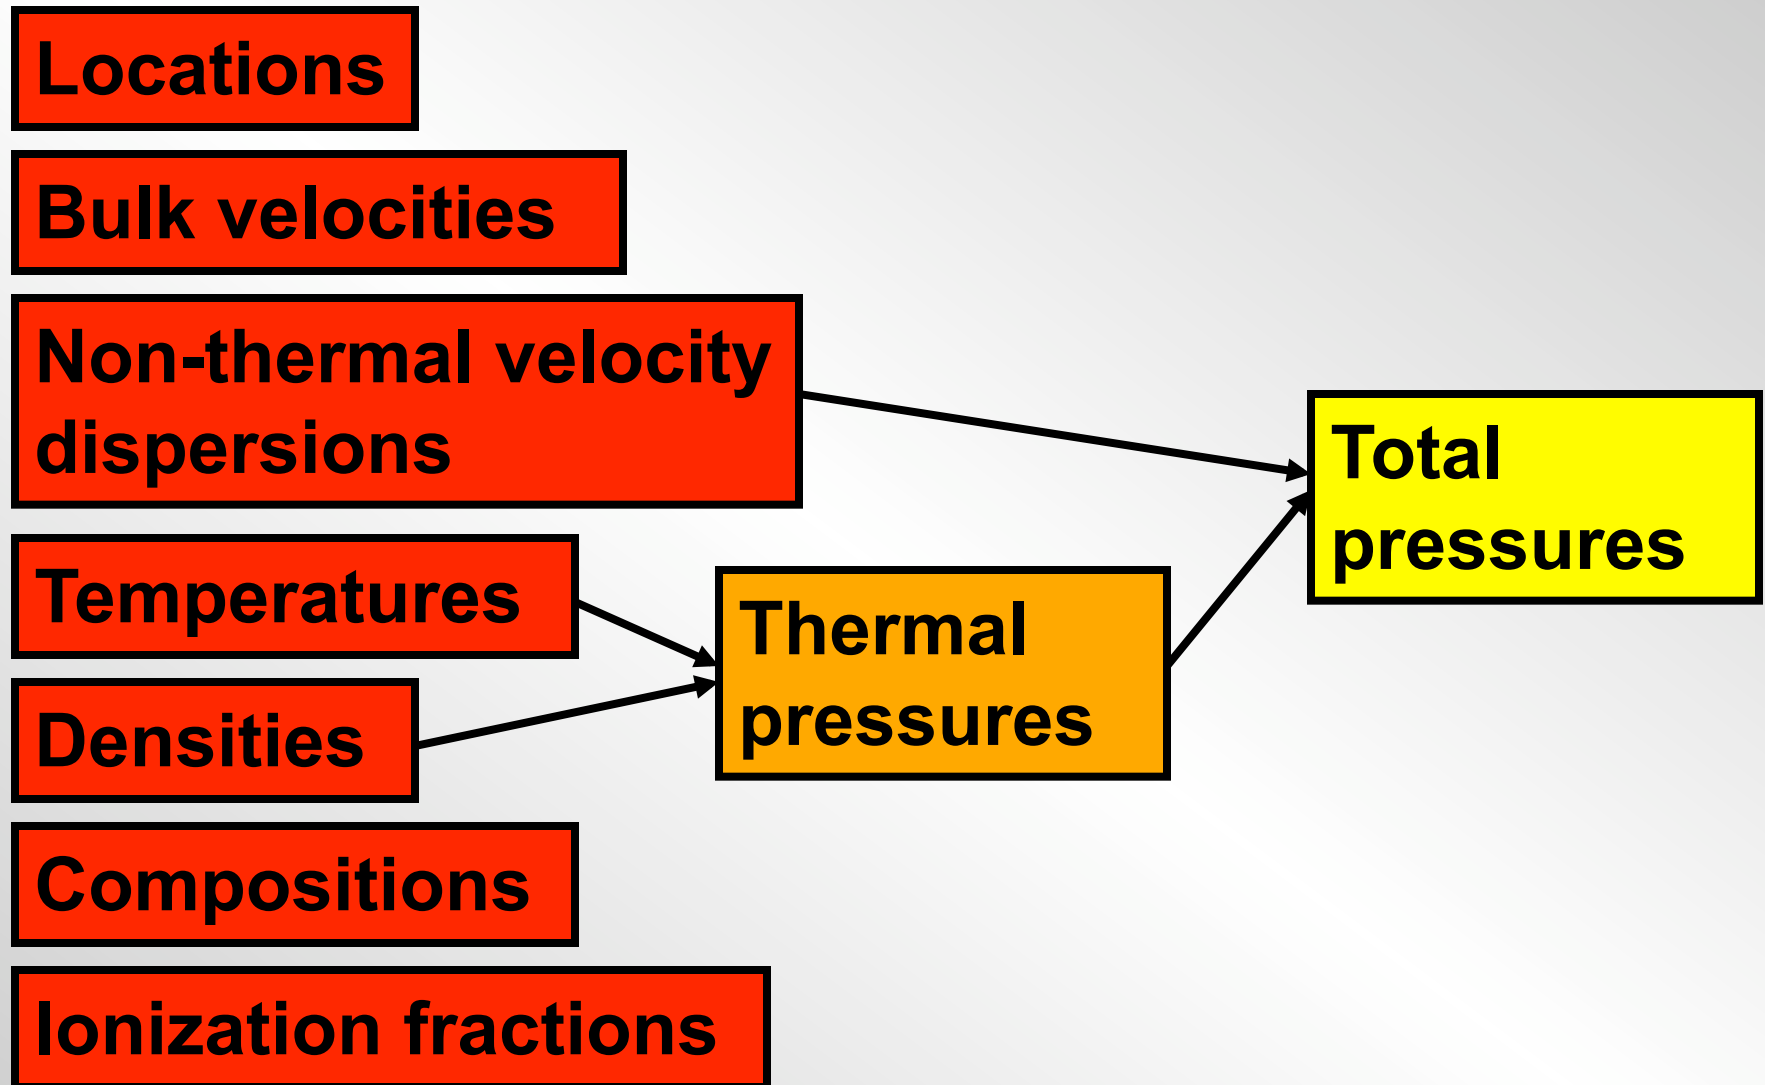 Locations
Bulk velocities
Non-thermal velocity
dispersions
Temperatures
Densities
Compositions
Ionization fractions
Thermal
pressures
Total
pressures